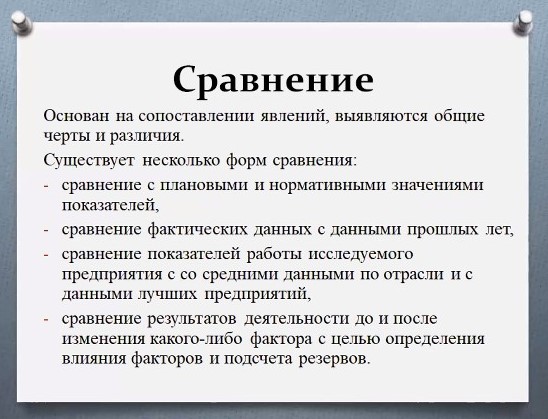 Сравнение
Основан на сопоставлении явлений, выявляются общие
черты и различия.
Существует несколько форм сравнения:
- сравнение с плановыми и нормативными значениями
показателей,
- сравнение фактических данных с данными прошлых лет,
- сравнение показателей работы исследуемого
предприятия с со средними данными по отрасли и с
данными лучших предприятий,
- сравнение результатов деятельности до и после
изменения какого-либо фактора с целью определения
влияния факторов и подсчета резервов.